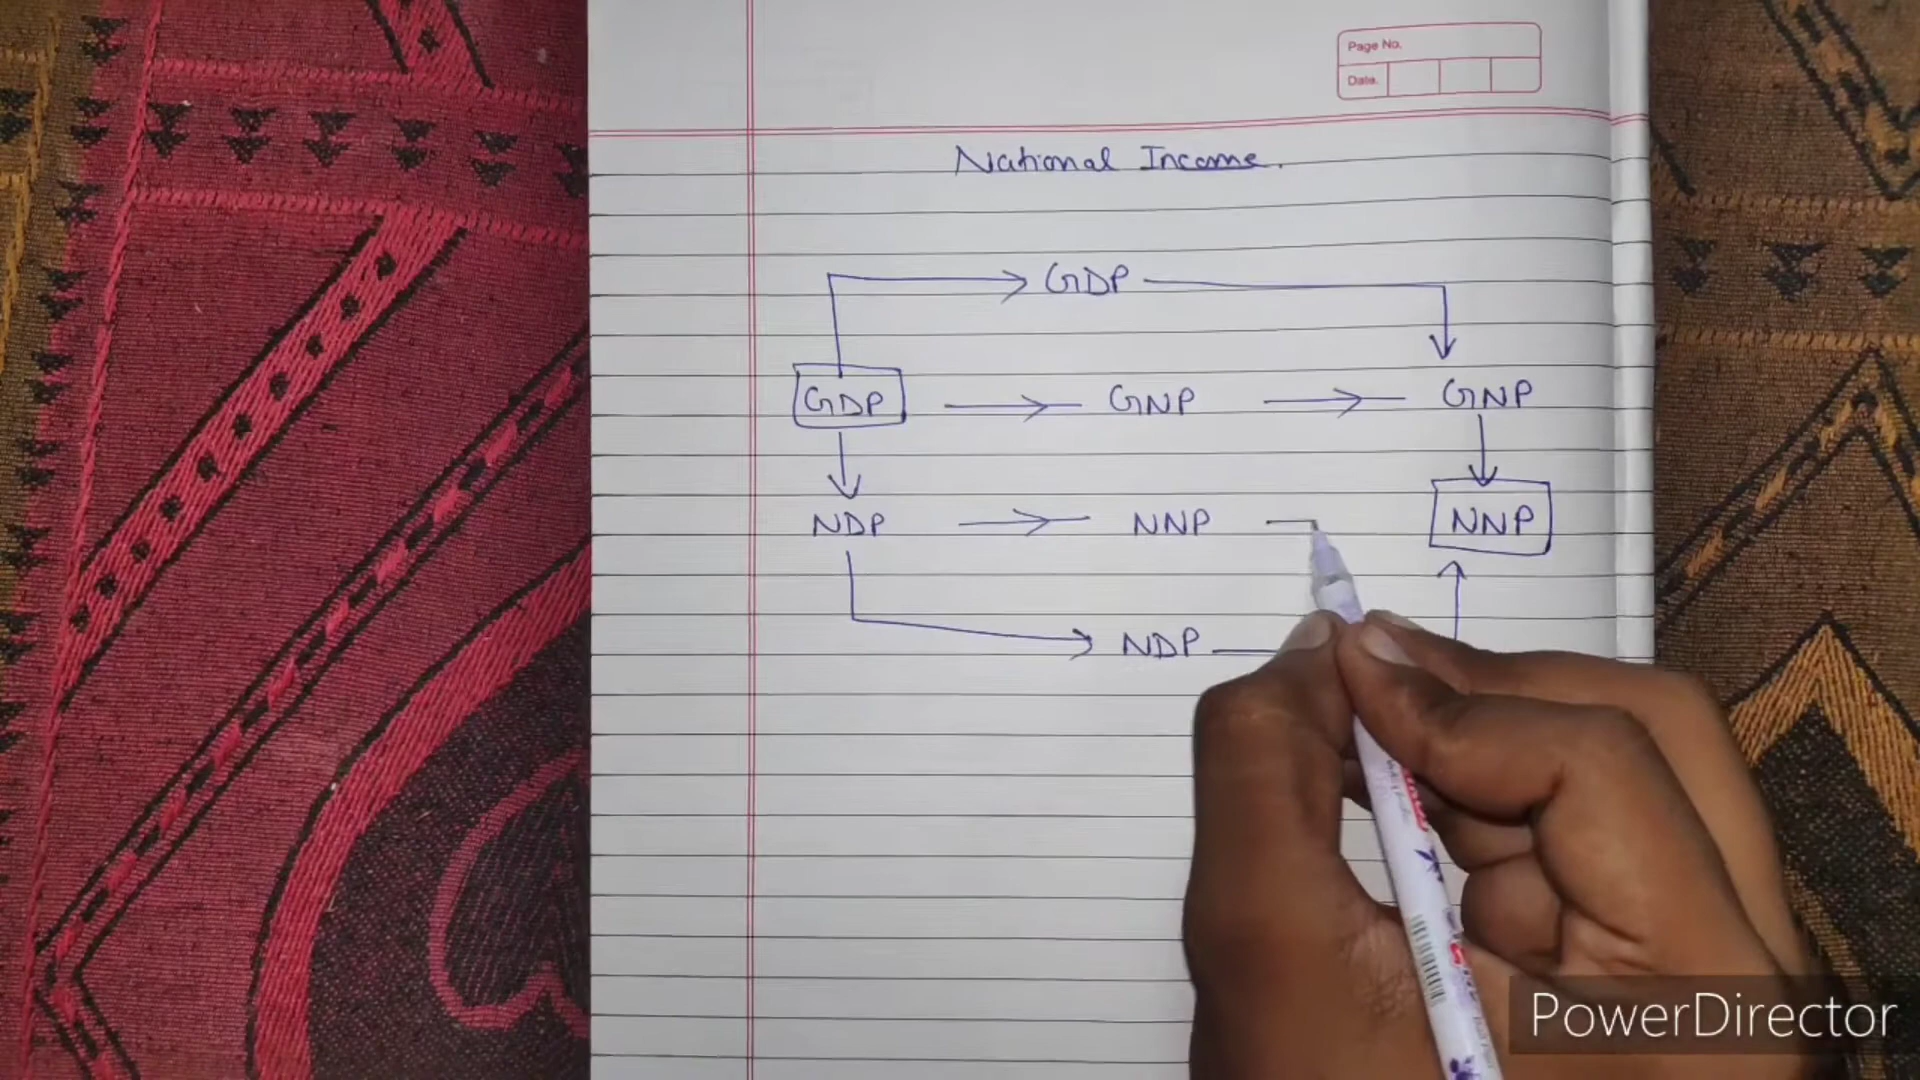 Page No.
Date.
National Income.
GDP
GDP GNP GNP
NDP NNP NNP
NDP
PowerDirector